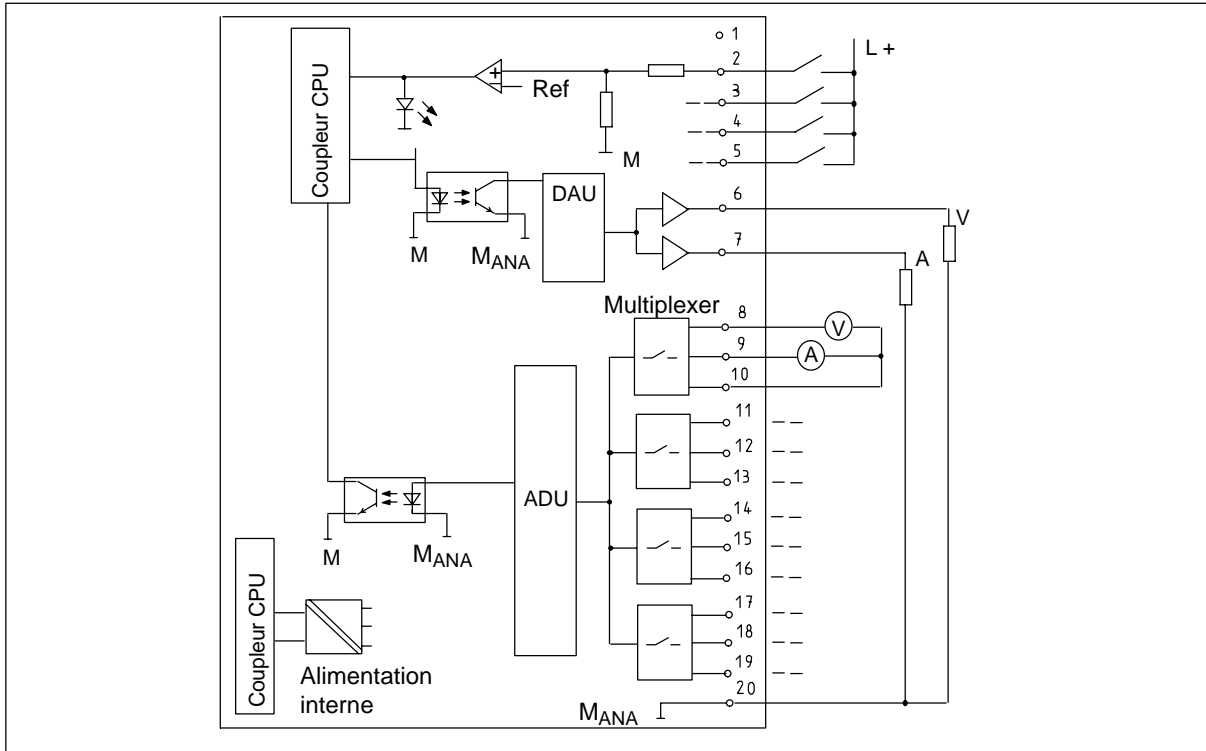 1
L +
2
Coupleur CPU
+
−
Ref
3
4
M
5
6
DAU
V
7
M
MANA
A
Multiplexer
8
V
9
A
10
11
12
13
ADU
14
15
M
MANA
16
17
Coupleur CPU
18
19
Alimentation
interne
20
MANA